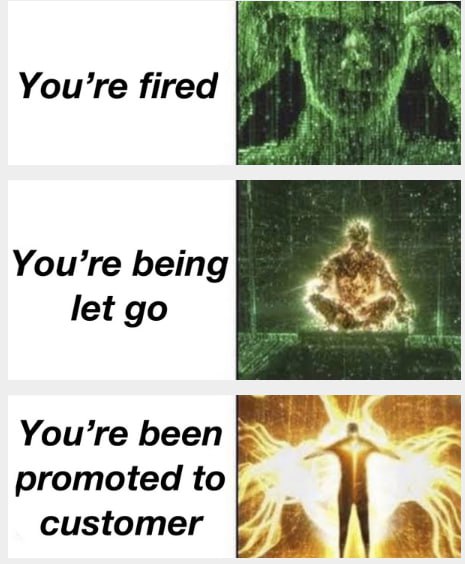 You're fired
You're being
let go
You're been
promoted to
customer